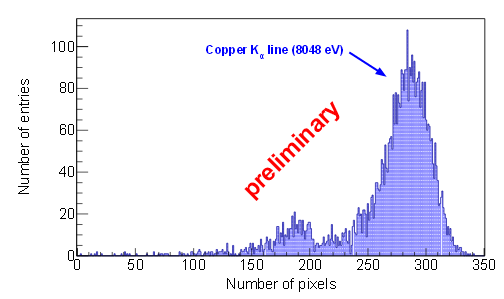 Copper Kα line (8048 eV)
preliminary
Number of entries
100
80
60
40
20
0
0 50 100 150 200 250 300 350
Number of pixels